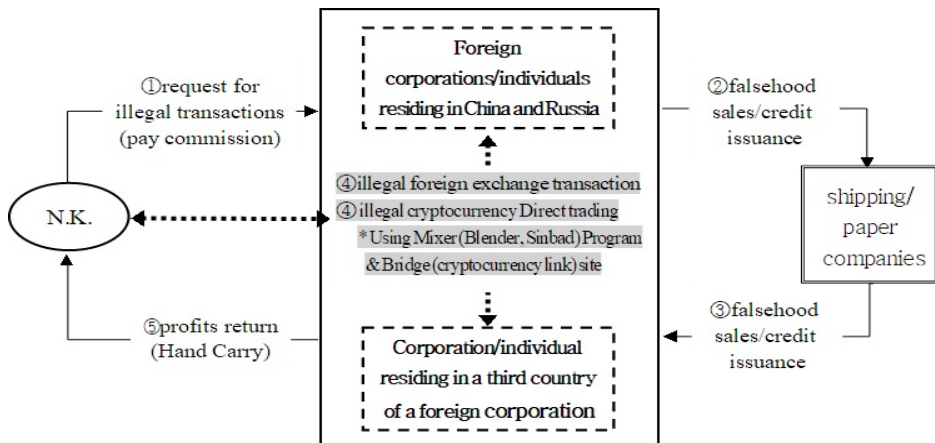 ①request for
illegal transactions
(pay commission)
N.K.
⑤profits return
(Hand Carry)
Foreign
corporations/individuals
residing in China and Russia
④illegal foreign exchange transaction
④ illegal cryptocurrency Direct trading
* Using Mixer (Blender, Sinbad) Program
& Bridge (cryptocurrency link) site
Corporation/individual
residing in a third country
of a foreign corporation
②falsehood
sales/credit
issuance
shipping/
paper
companies
③falsehood
sales/credit
issuance